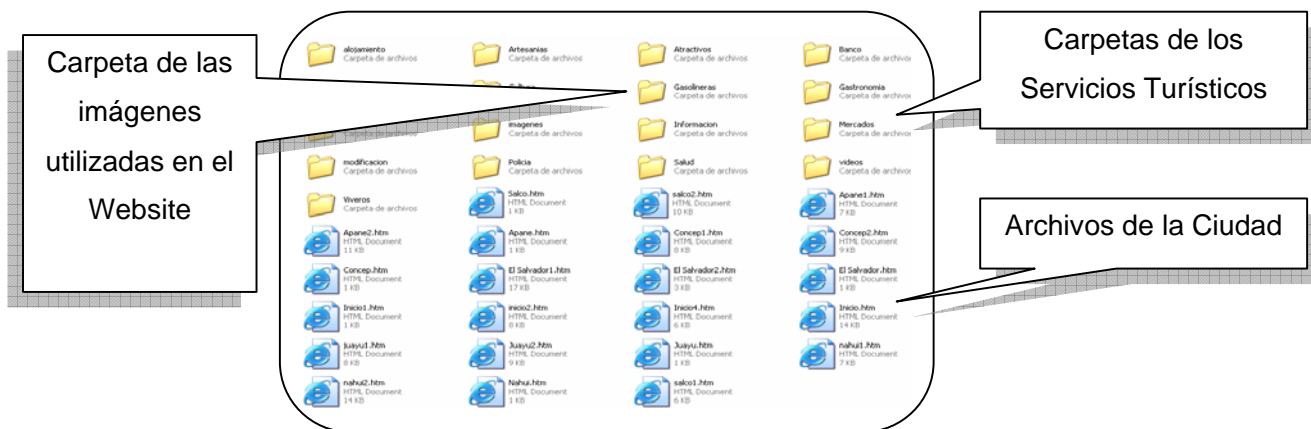 Carpeta de las
imágenes
utilizadas en el
Website
alojamiento
Carpeta de archivos
Artesanias
Carpeta de archivos
Atractivos
Carpeta de archivos
Banco
Carpeta de archivos
Gasolineras
Carpeta de archivos
Gastronomia
Carpeta de archivos
imagenes
Carpeta de archivos
Informacion
Carpeta de archivos
Mercados
Carpeta de archivos
modificacion
Carpeta de archivos
Policia
Carpeta de archivos
Salud
Carpeta de archivos
videos
Carpeta de archivos
Viveros
Carpeta de archivos
Salco.htm
HTML Document
1 KB
salco2.htm
HTML Document
10 KB
Apane1.htm
HTML Document
7 KB
Apane2.htm
HTML Document
11 KB
Apane.htm
HTML Document
1 KB
Concep1.htm
HTML Document
8 KB
Concep2.htm
HTML Document
9 KB
Concep.htm
HTML Document
1 KB
El Salvador1.htm
HTML Document
17 KB
El Salvador2.htm
HTML Document
3 KB
El Salvador.htm
HTML Document
1 KB
Inicio1.htm
HTML Document
1 KB
inicio2.htm
HTML Document
8 KB
Inicio4.htm
HTML Document
6 KB
Inicio.htm
HTML Document
14 KB
Juayu1.htm
HTML Document
8 KB
Juayu2.htm
HTML Document
9 KB
Juayu.htm
HTML Document
1 KB
nahui1.htm
HTML Document
7 KB
nahui2.htm
HTML Document
14 KB
Nahui.htm
HTML Document
1 KB
salco1.htm
HTML Document
6 KB
Carpetas de los
Servicios Turísticos
Archivos de la Ciudad